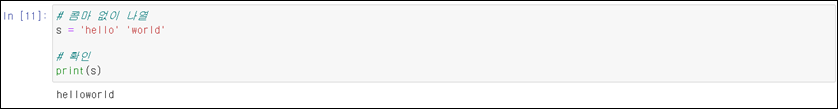 In [11]: # 콤마 없이 나열
s = 'hello' 'world'
# 확인
print(s)
helloworld